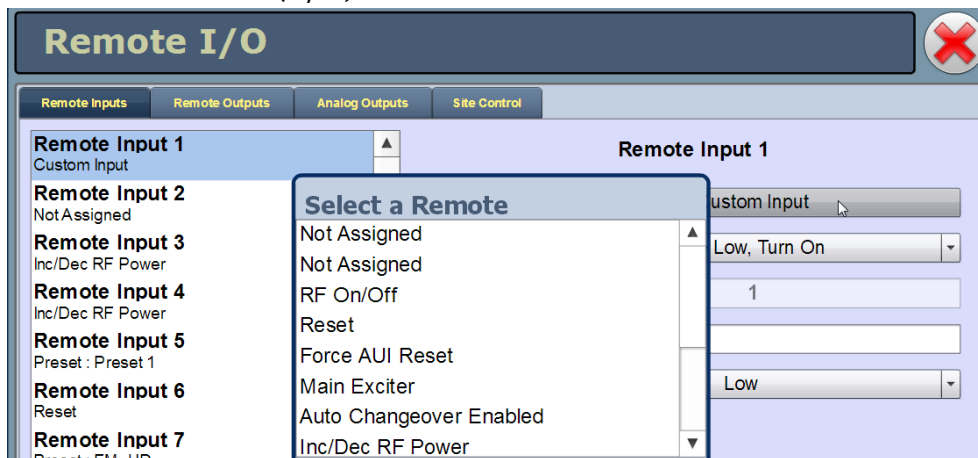 Remote I/O
Remote Inputs Remote Outputs Analog Outputs Site Control
Remote Input 1
Custom Input
Remote Input 2
Not Assigned
Remote Input 3
Inc/Dec RF Power
Remote Input 4
Inc/Dec RF Power
Remote Input 5
Preset : Preset 1
Remote Input 6
Reset
Remote Input 7
Select a Remote
Not Assigned
Not Assigned
RF On/Off
Reset
Force AUI Reset
Main Exciter
Auto Changeover Enabled
Inc/Dec RF Power
Remote Input 1
ustom Input
Low, Turn On
1
Low